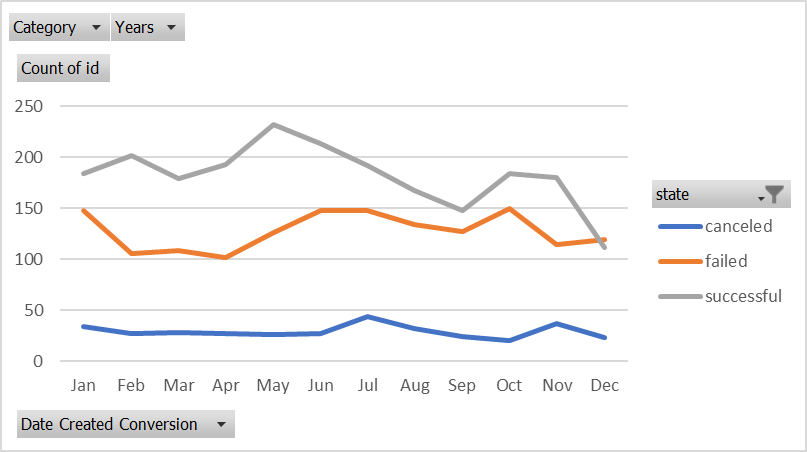 Category Years
Count of id
250
200
150
100
50
0
Jan Feb Mar Apr May Jun Jul Aug Sep Oct Nov Dec
state
canceled
failed
successful
Date Created Conversion